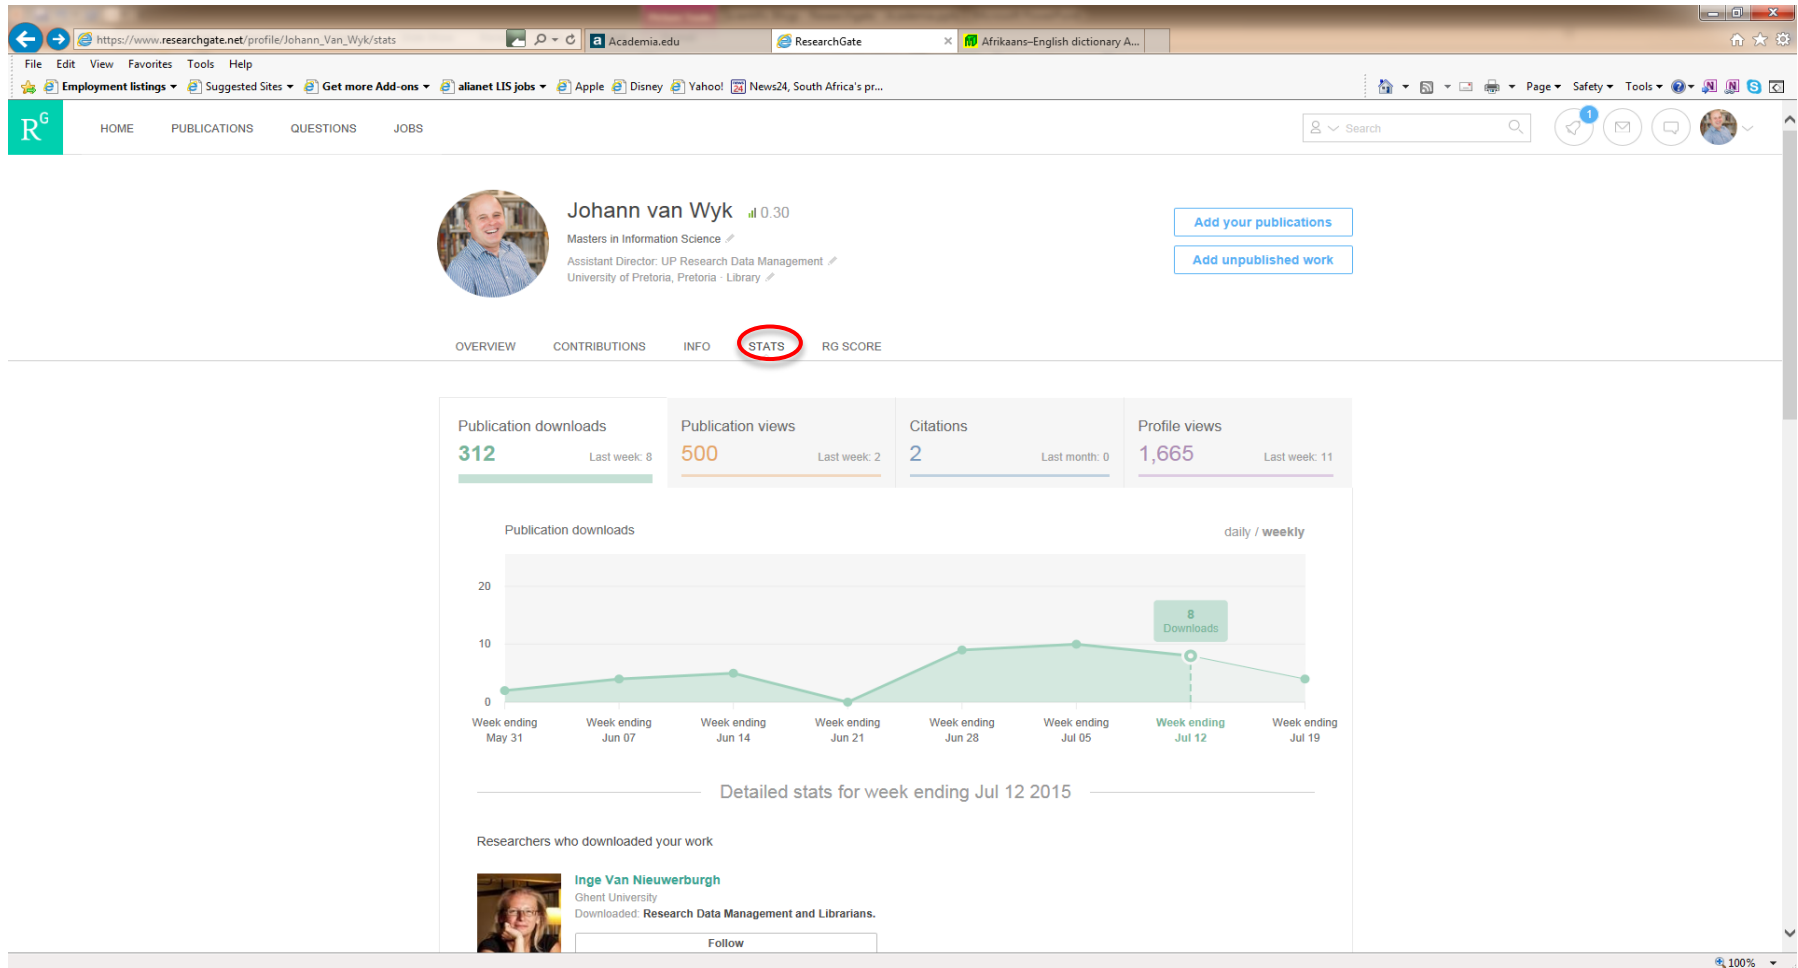 https://www.researchgate.net/profile/Johann_Van_Wyk/stats
Academia.edu
ResearchGate
Afrikaans–English dictionary A...
File Edit View Favorites Tools Help
Employment listings Suggested Sites Get more Add-ons alianet LIS jobs Apple Disney Yahoo! News24, South Africa's pr...
Page Safety Tools
RG HOME PUBLICATIONS QUESTIONS JOBS
Search
1
Johann van Wyk 0.30
Masters in Information Science
Assistant Director: UP Research Data Management
University of Pretoria, Pretoria · Library
Add your publications
Add unpublished work
OVERVIEW CONTRIBUTIONS INFO STATS RG SCORE
Publication downloads
312 Last week: 8
Publication views
500 Last week: 2
Citations
2 Last month: 0
Profile views
1,665 Last week: 11
Publication downloads
daily / weekly
20
10
0
8
Downloads
Week ending
May 31
Week ending
Jun 07
Week ending
Jun 14
Week ending
Jun 21
Week ending
Jun 28
Week ending
Jul 05
Week ending
Jul 12
Week ending
Jul 19
Detailed stats for week ending Jul 12 2015
Researchers who downloaded your work
Inge Van Nieuwerburgh
Ghent University
Downloaded: Research Data Management and Librarians.
Follow
100%